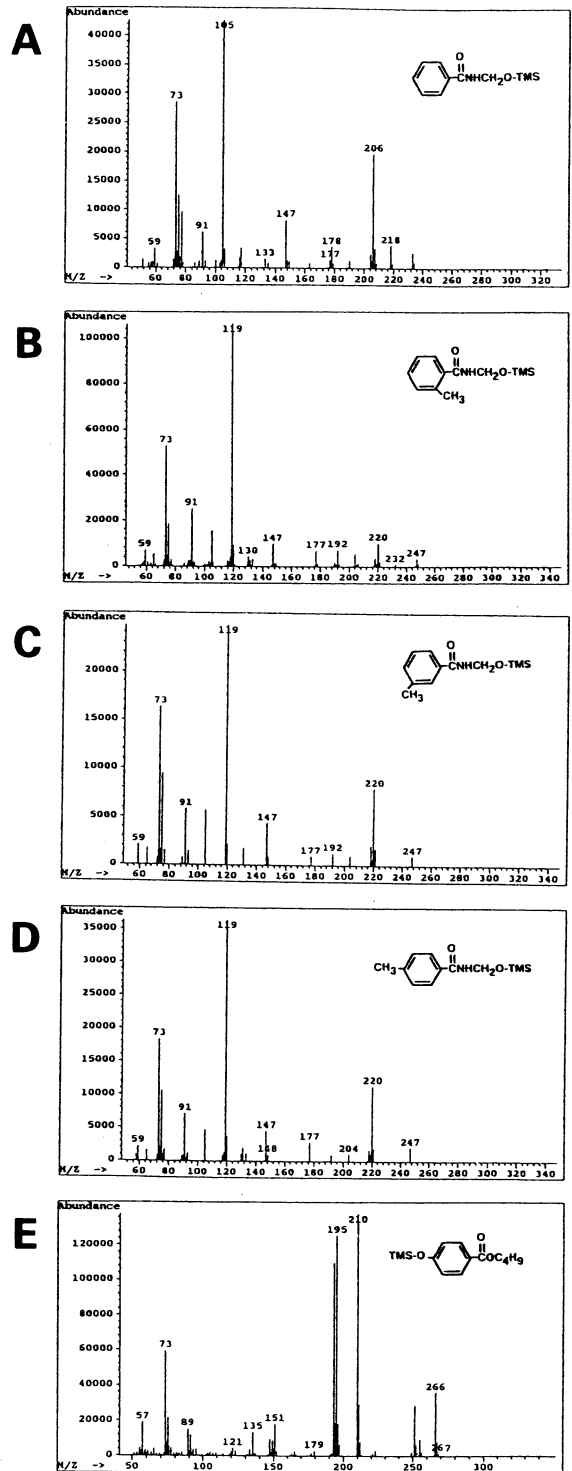 A
Abundance
105
40000
35000
30000
73
25000
20000
206
15000
10000
147
91
5000
59
133
178
177
218
0
M/Z -> 60 80 100 120 140 160 180 200 220 240 260 280 300 320
O
CNHCH2O-TMS
B
Abundance
119
100000
80000
60000
73
40000
91
20000
59
130
147
177 192
220
232
247
0
M/Z -> 60 80 100 120 140 160 180 200 220 240 260 280 300 320 340
O
CNHCH2O-TMS
CH3
C
Abundance
119
20000
73
15000
10000
220
91
5000
147
59
177 192
247
0
M/Z -> 60 80 100 120 140 160 180 200 220 240 260 280 300 320 340
O
CNHCH2O-TMS
CH3
D
Abundance
119
35000
30000
25000
20000
73
15000
220
10000
91
5000
147
59
148
177
204
247
0
M/Z -> 60 80 100 120 140 160 180 200 220 240 260 280 300 320 340
O
CH3
CNHCH2O-TMS
E
Abundance
210
195
120000
100000
80000
73
60000
40000
266
57
20000
89
135
151
121
179
267
0
M/Z -> 50 100 150 200 250 300
O
TMS-O
COC4H9